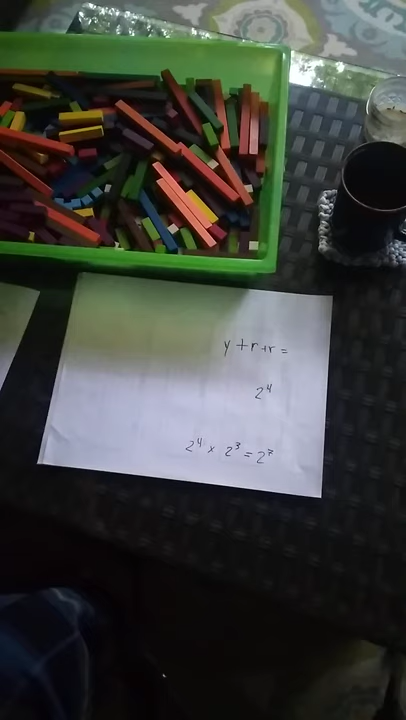 y + r + r =
2⁴
2⁴ × 2³ = 2⁷